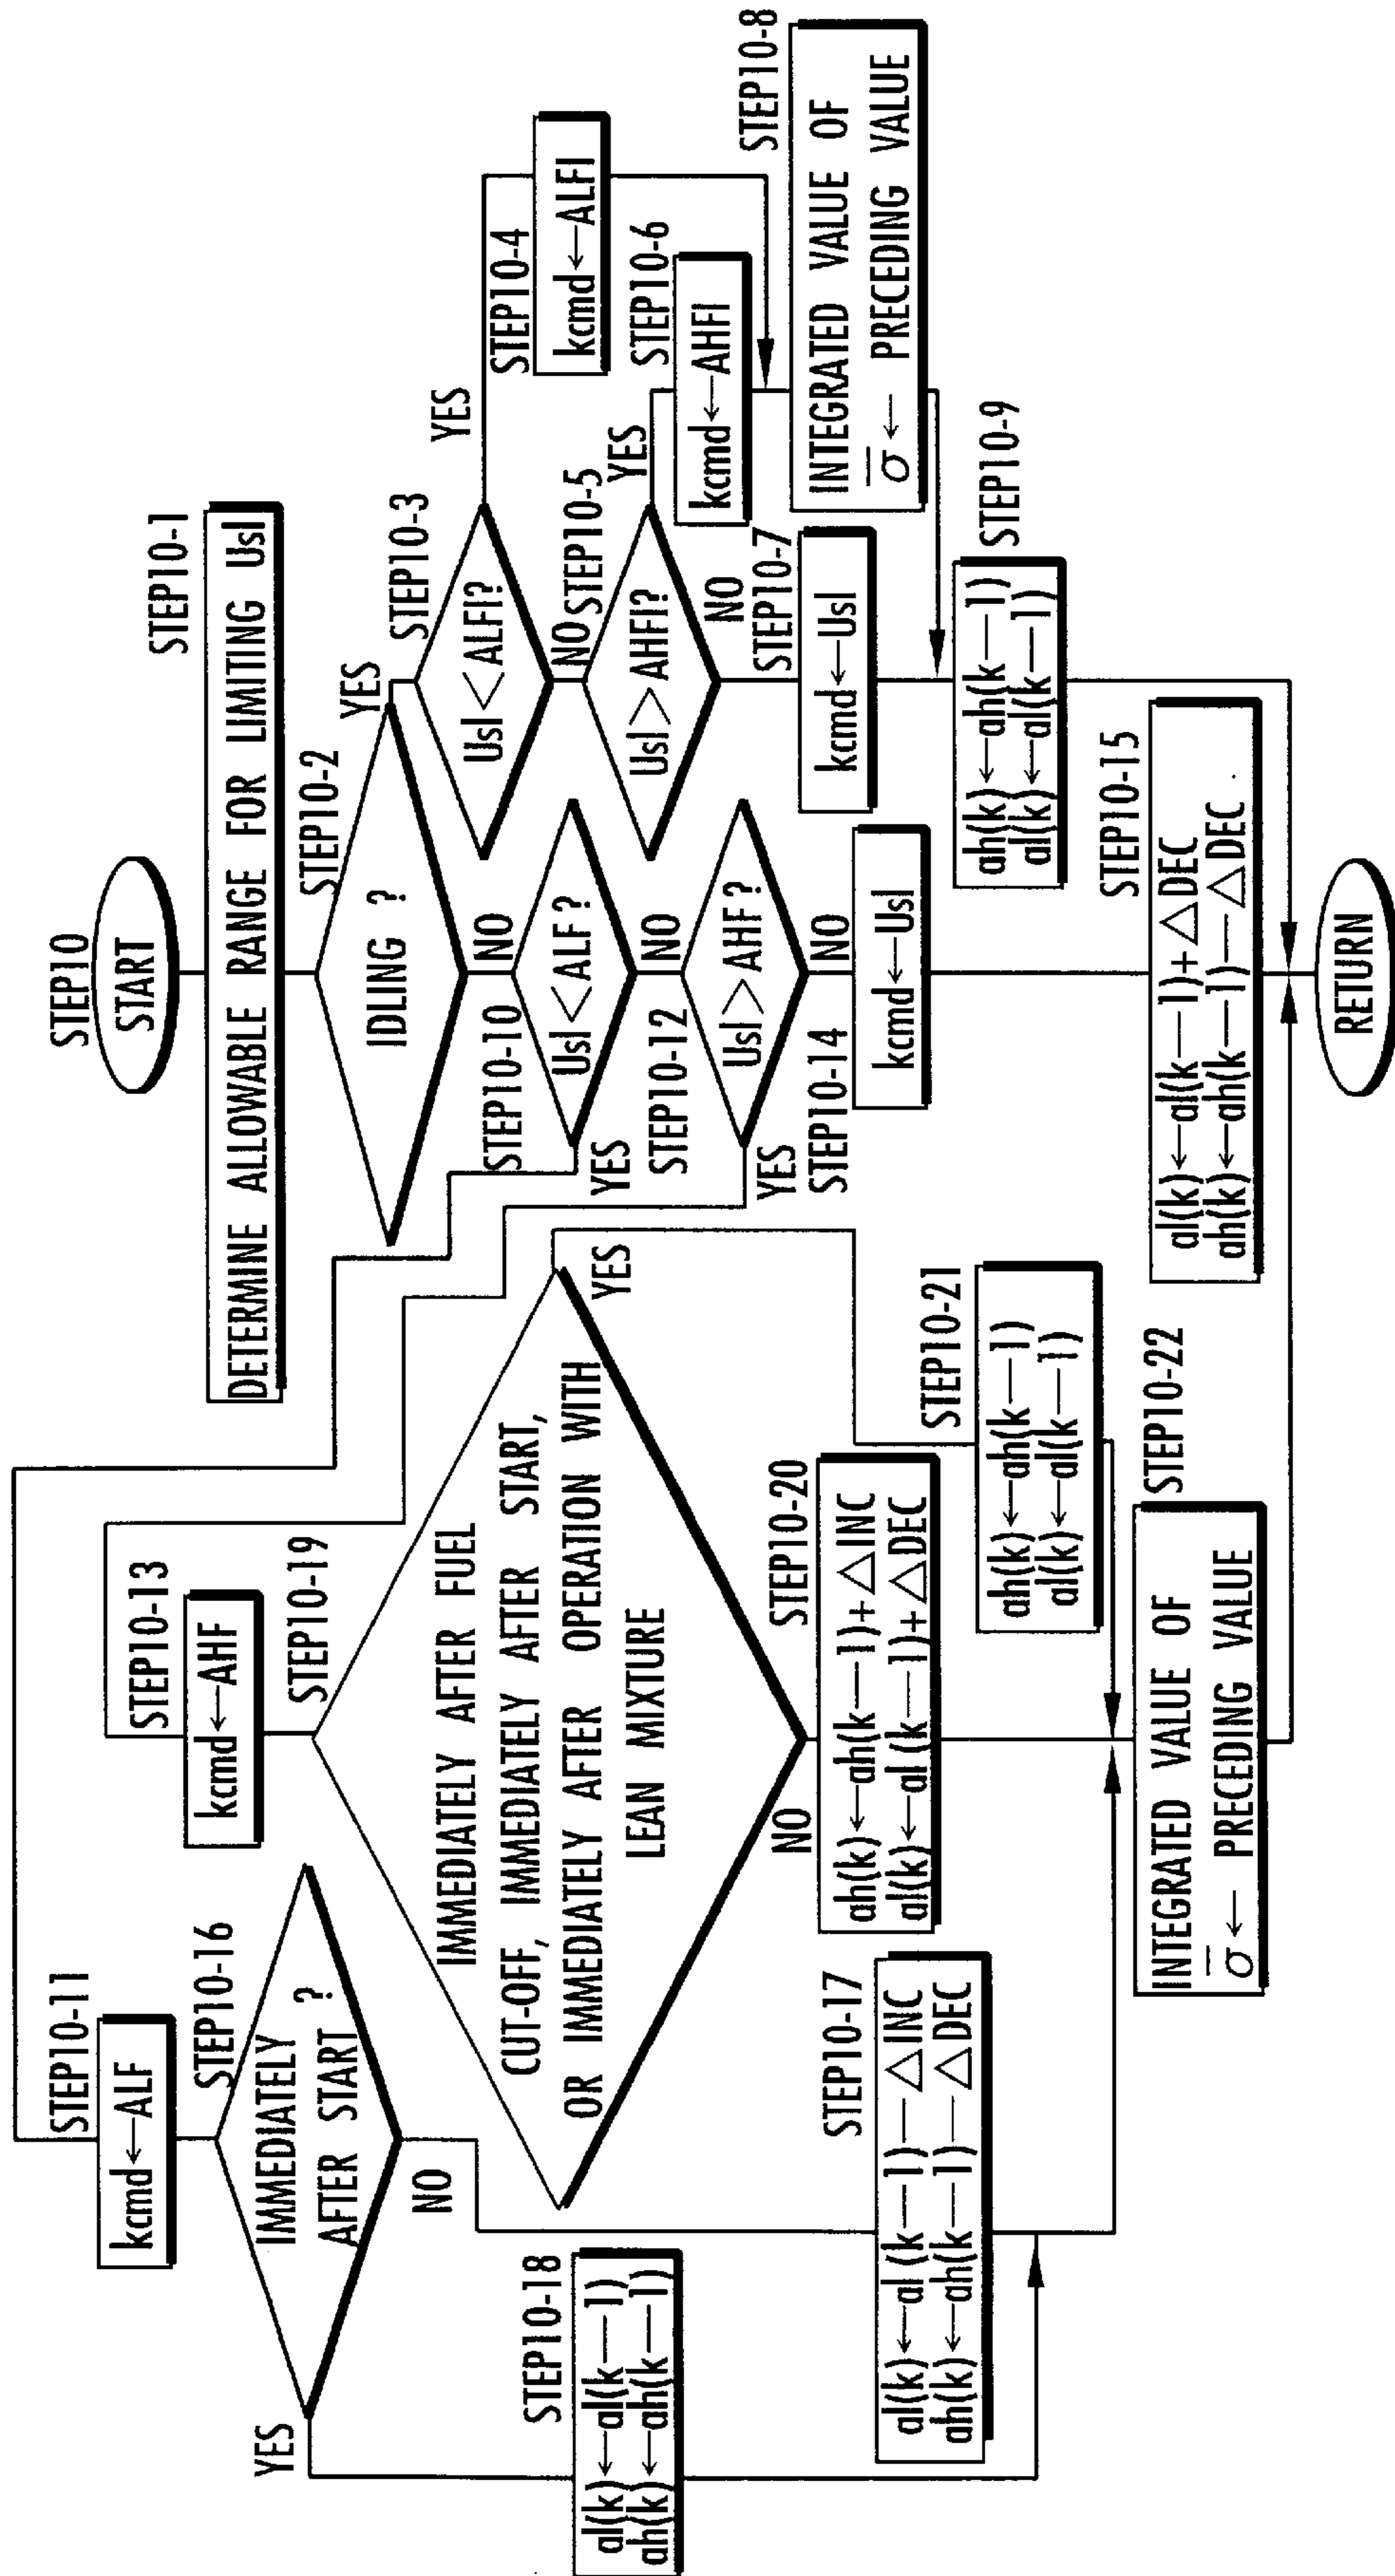 STEP10
START
STEP10-1
DETERMINE ALLOWABLE RANGE FOR LIMITING Usl
STEP10-2
IDLING ?
YES
NO
STEP10-3
Usl < ALFI?
YES
NO
STEP10-4
kcmd ← ALFI
STEP10-5
Usl > AHFI?
YES
NO
STEP10-6
kcmd ← AHFI
STEP10-7
kcmd ← Usl
STEP10-8
INTEGRATED VALUE OF
σ̅ ← PRECEDING VALUE
STEP10-9
ah(k) ← ah(k — 1)
al(k) ← al(k — 1)
STEP10-10
Usl < ALF?
YES
NO
STEP10-12
Usl > AHF?
YES
NO
STEP10-14
kcmd ← Usl
STEP10-15
al(k) ← al(k — 1) + △DEC
ah(k) ← ah(k — 1) — △DEC
STEP10-11
kcmd ← ALF
STEP10-16
IMMEDIATELY
AFTER START ?
YES
NO
STEP10-18
al(k) ← al(k — 1)
ah(k) ← ah(k — 1)
STEP10-17
al(k) ← al (k — 1) — △INC
ah(k) ← ah(k — 1) — △DEC
STEP10-13
kcmd ← AHF
STEP10-19
IMMEDIATELY AFTER FUEL
CUT-OFF, IMMEDIATELY AFTER START,
OR IMMEDIATELY AFTER OPERATION WITH
LEAN MIXTURE
YES
NO
STEP10-20
ah(k) ← ah(k — 1) + △INC
al(k) ← al (k — 1) + △DEC
STEP10-21
ah(k) ← ah(k — 1)
al(k) ← al(k — 1)
STEP10-22
INTEGRATED VALUE OF
σ̅ ← PRECEDING VALUE
RETURN